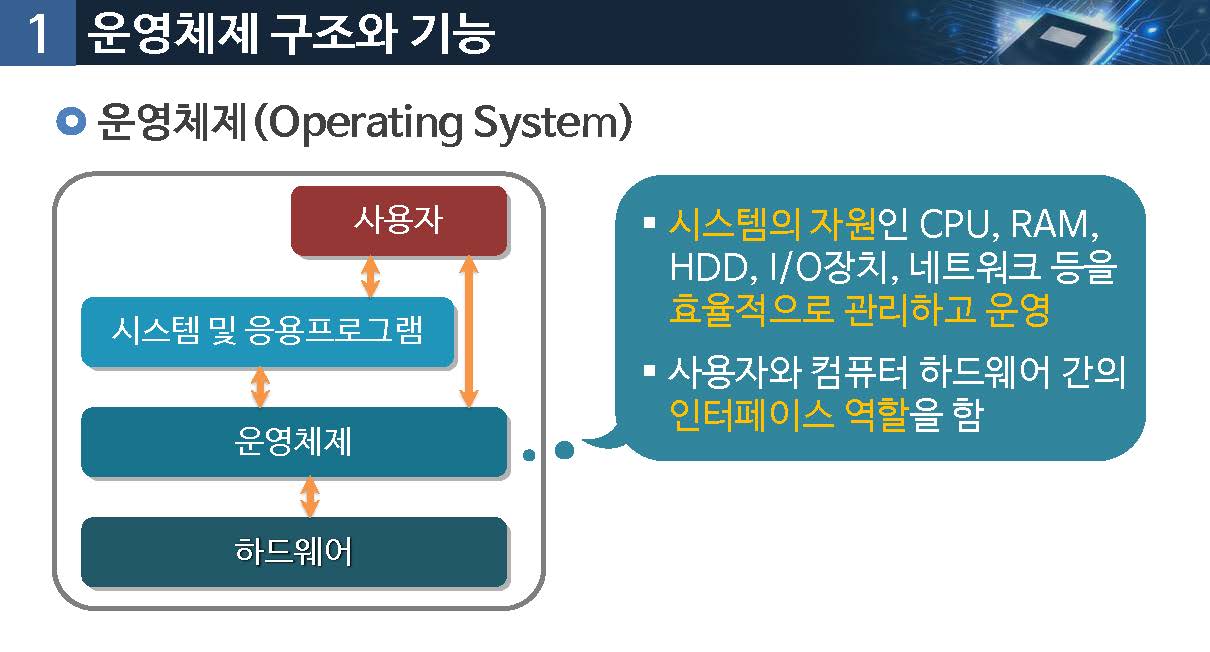 1 운영체제 구조와 기능
운영체제(Operating System)
사용자
시스템 및 응용프로그램
운영체제
하드웨어
▪ 시스템의 자원인 CPU, RAM,
HDD, I/O장치, 네트워크 등을
효율적으로 관리하고 운영
▪ 사용자와 컴퓨터 하드웨어 간의
인터페이스 역할을 함